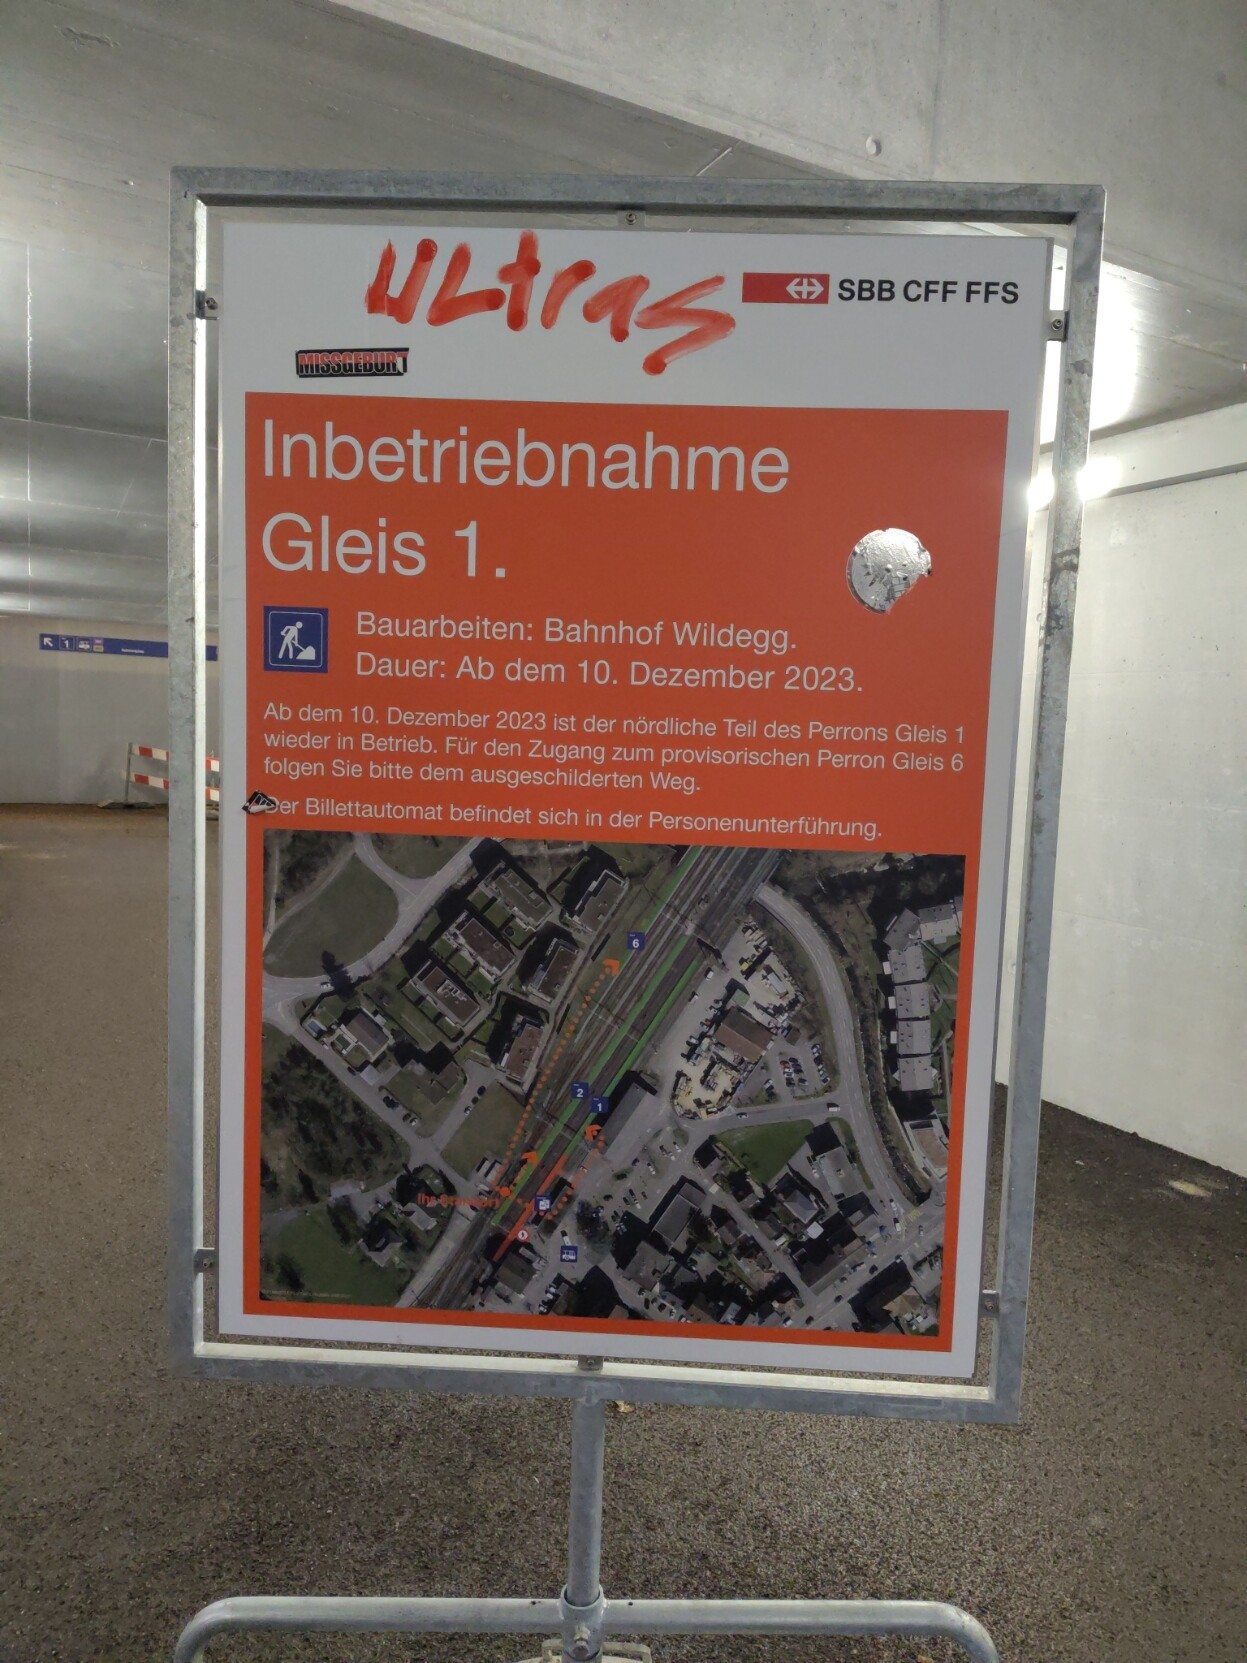 ULtras
SBB CFF FFS
MISSGEBURT
Inbetriebnahme
Gleis 1.
Bauarbeiten: Bahnhof Wildegg.
Dauer: Ab dem 10. Dezember 2023.
Ab dem 10. Dezember 2023 ist der nördliche Teil des Perrons Gleis 1
wieder in Betrieb. Für den Zugang zum provisorischen Perron Gleis 6
folgen Sie bitte dem ausgeschilderten Weg.
Der Billettautomat befindet sich in der Personenunterführung.
6
2
1
Ihr Standort
1